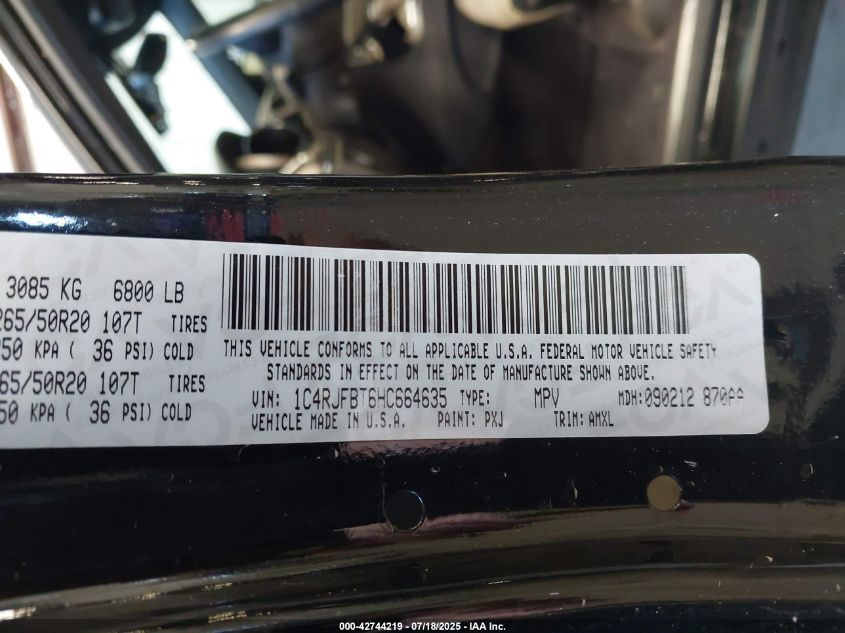 3085 KG 6800 LB
265/50R20 107T TIRES
50 KPA ( 36 PSI) COLD
65/50R20 107T TIRES
50 KPA ( 36 PSI) COLD
THIS VEHICLE CONFORMS TO ALL APPLICABLE U.S.A. FEDERAL MOTOR VEHICLE SAFETY
STANDARDS IN EFFECT ON THE DATE OF MANUFACTURE SHOWN ABOVE.
VIN: 1C4RJFBT6HC664635 TYPE: MPV MDH:090212 870AA
VEHICLE MADE IN U.S.A. PAINT: PXJ TRIM: AMXL
000-42744219 | 07/18/2025 | IAA Inc.